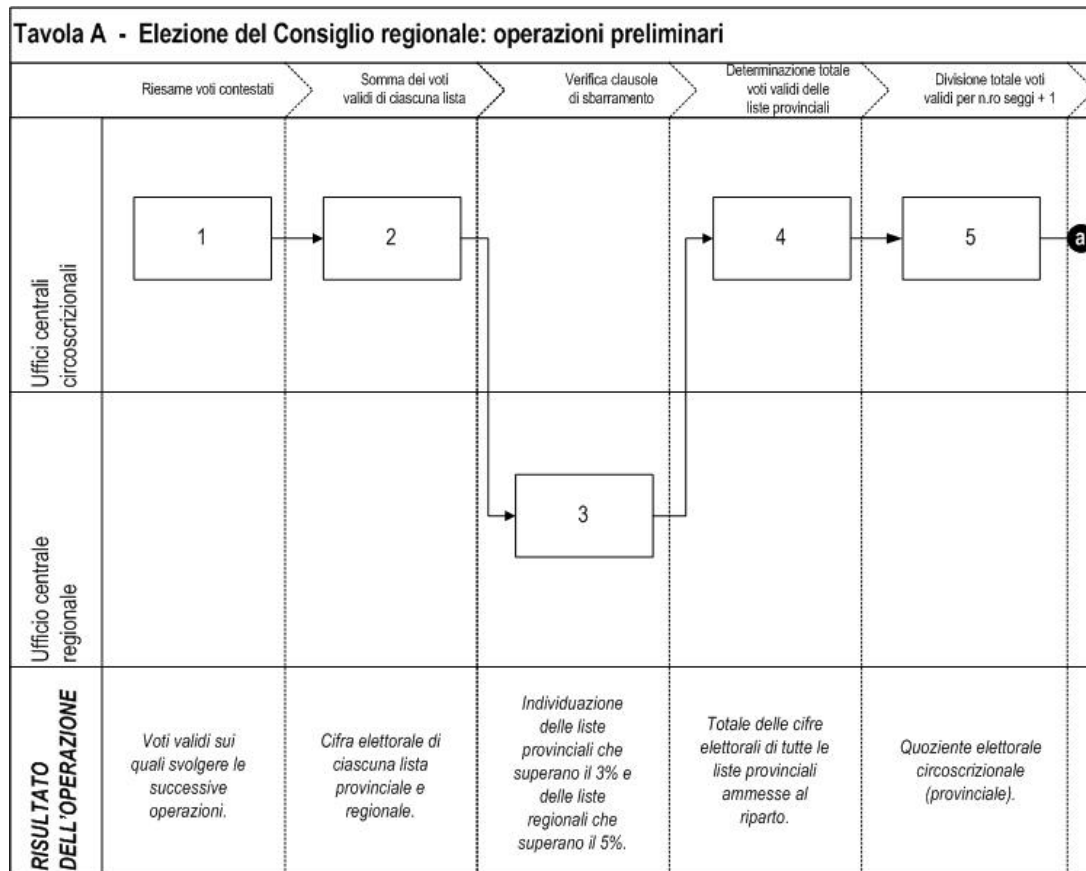 Tavola A - Elezione del Consiglio regionale: operazioni preliminari
Riesame voti contestati
Somma dei voti
validi di ciascuna lista
Verifica clausole
di sbarramento
Determinazione totale
voti validi delle
liste provinciali
Divisione totale voti
validi per n.ro seggi + 1
Uffici centrali
circoscrizionali
1
2
4
5
a
Ufficio centrale
regionale
3
RISULTATO
DELL'OPERAZIONE
Voti validi sui
quali svolgere le
successive
operazioni.
Cifra elettorale di
ciascuna lista
provinciale e
regionale.
Individuazione
delle liste
provinciali che
superano il 3% e
delle liste
regionali che
superano il 5%.
Totale delle cifre
elettorali di tutte le
liste provinciali
ammesse al
riparto.
Quoziente elettorale
circoscrizionale
(provinciale).